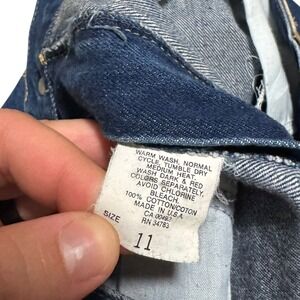 WARM WASH, NORMAL
CYCLE, TUMBLE DRY
MEDIUM HEAT.
WASH DARK & RED
COLORS SEPARATELY.
AVOID CHLORINE
BLEACH.
100% COTTON/COTON
MADE IN U.S.A.
CA 00467
RN 34783
SIZE 11